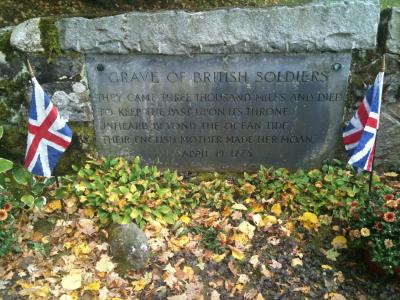 GRAVE OF BRITISH SOLDIERS
THEY CAME THREE THOUSAND MILES AND DIED
TO KEEP THE PAST UPON ITS THRONE
UNHEARD BEYOND THE OCEAN TIDE
THEIR ENGLISH MOTHER MADE HER MOAN
APRIL 19, 1775